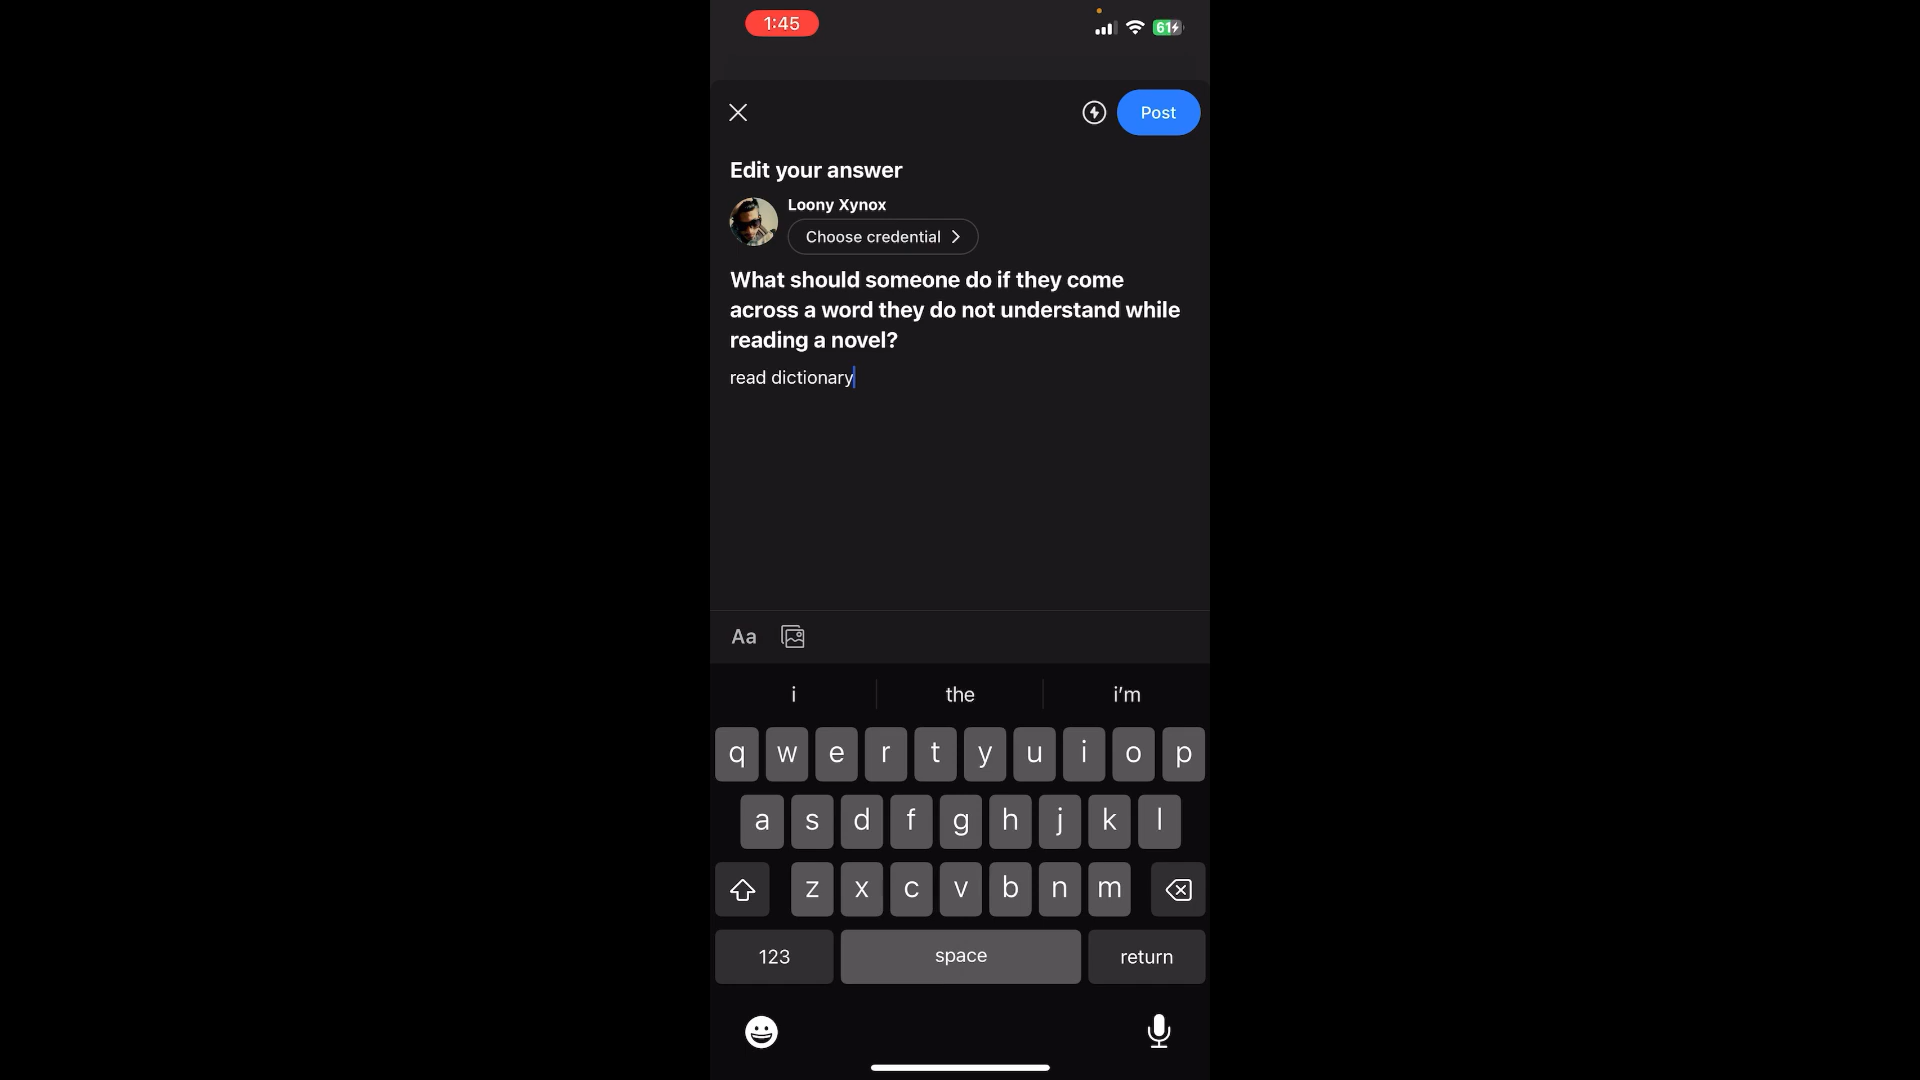 1:45
61
Post
Edit your answer
Loony Xynox
Choose credential
What should someone do if they come
across a word they do not understand while
reading a novel?
read dictionary
Aa
i the i'm
q w e r t y u i o p
a s d f g h j k l
z x c v b n m
123 space return